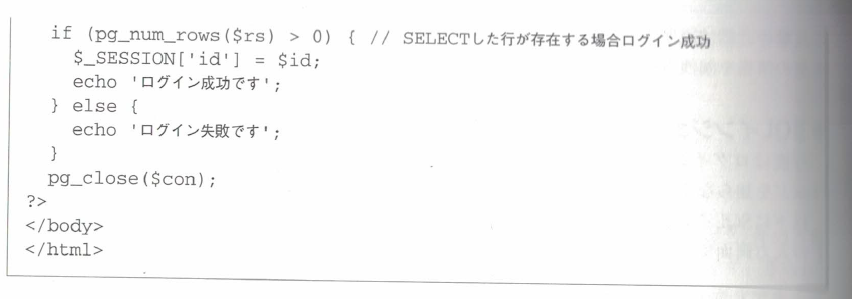 if (pg_num_rows($rs) > 0) { // SELECTした行が存在する場合ログイン成功
$_SESSION['id'] = $id;
echo 'ログイン成功です';
} else {
echo 'ログイン失敗です';
}
pg_close($con);
?>
</body>
</html>